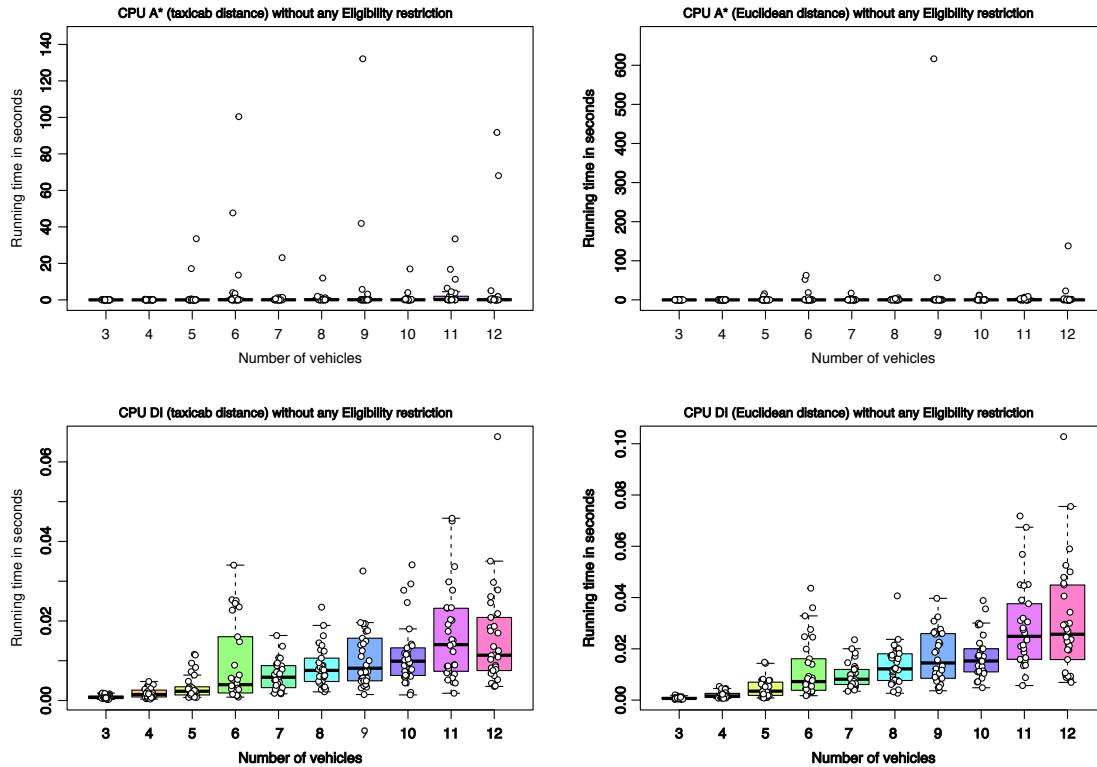 CPU A* (taxicab distance) without any Eligibility restriction
Running time in seconds
140
120
100
80
60
40
20
0
3 4 5 6 7 8 9 10 11 12
Number of vehicles
CPU A* (Euclidean distance) without any Eligibility restriction
Running time in seconds
600
500
400
300
200
100
0
3 4 5 6 7 8 9 10 11 12
Number of vehicles
CPU DI (taxicab distance) without any Eligibility restriction
Running time in seconds
0.06
0.04
0.02
0.00
3 4 5 6 7 8 9 10 11 12
Number of vehicles
CPU DI (Euclidean distance) without any Eligibility restriction
Running time in seconds
0.10
0.08
0.06
0.04
0.02
0.00
3 4 5 6 7 8 9 10 11 12
Number of vehicles